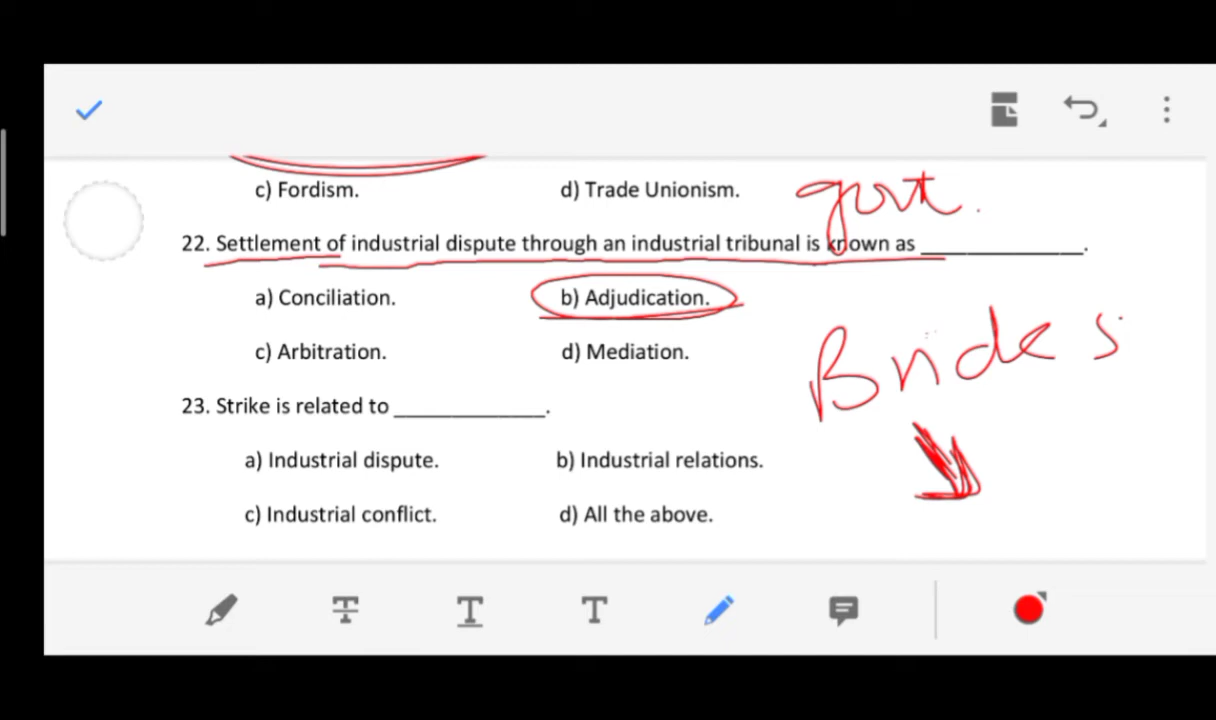 c) Fordism. d) Trade Unionism. govt.
22. Settlement of industrial dispute through an industrial tribunal is known as ______________.
a) Conciliation. b) Adjudication.
c) Arbitration. d) Mediation.
Brides
23. Strike is related to _____________.
a) Industrial dispute. b) Industrial relations.
c) Industrial conflict. d) All the above.